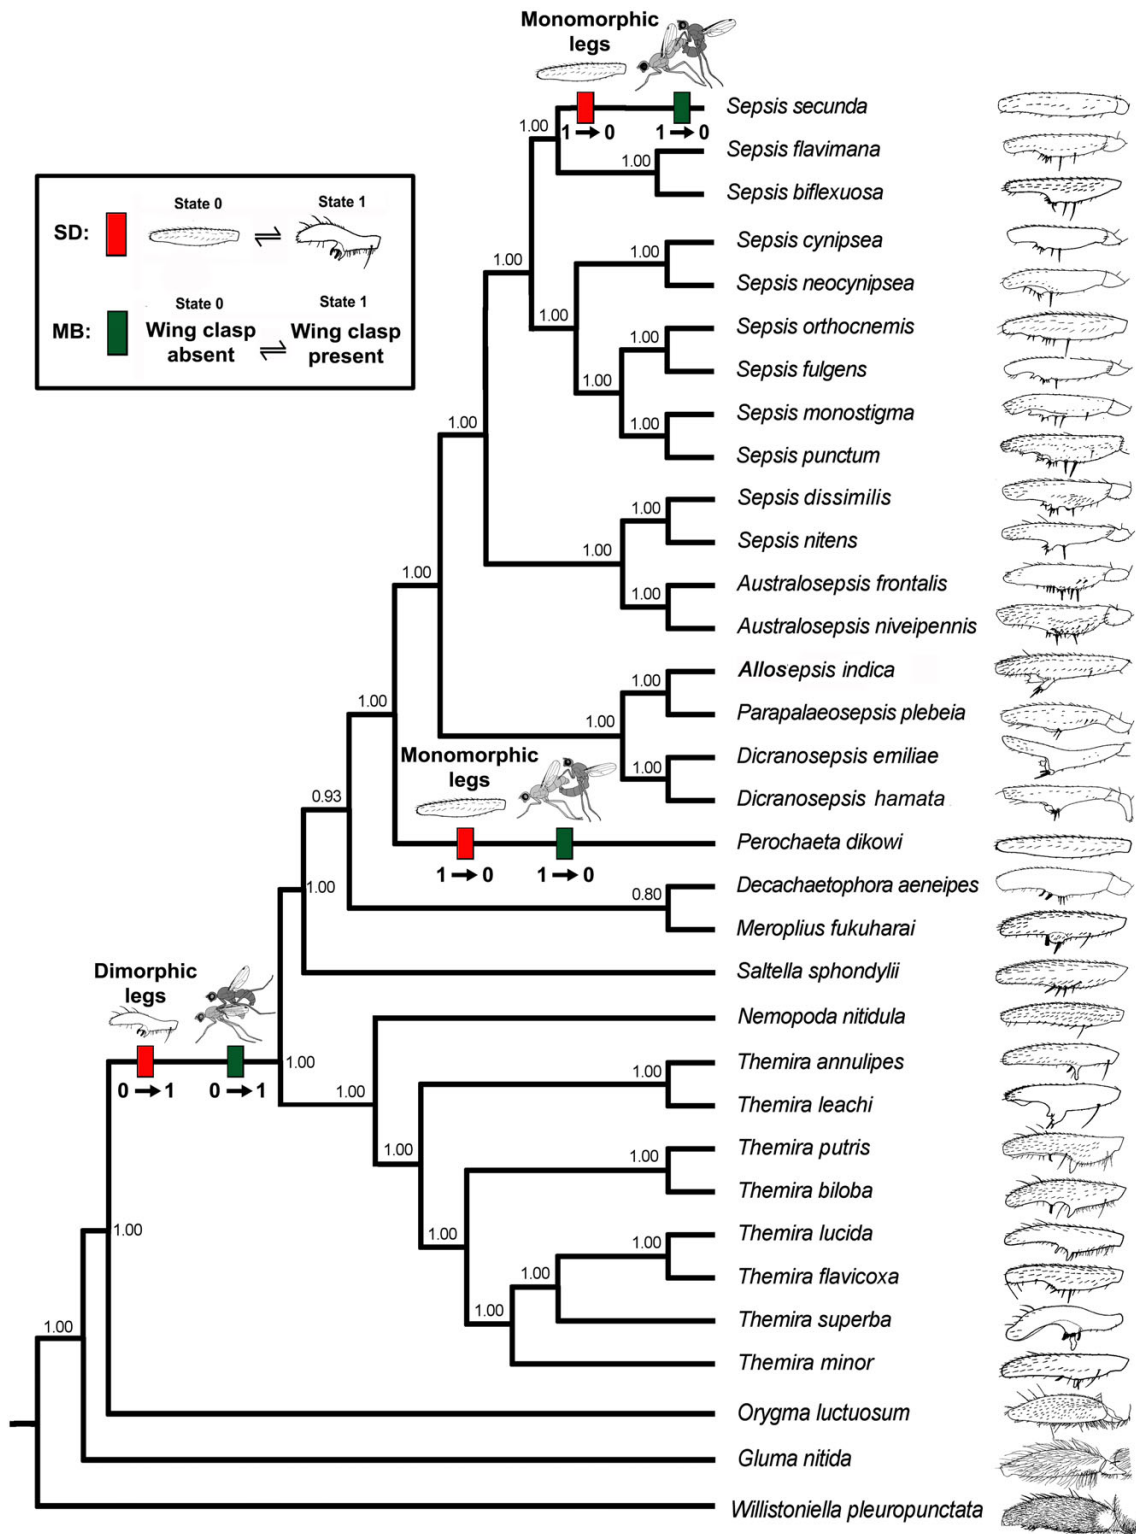 Monomorphic
legs
1.00
1 → 0
1 → 0
Sepsis secunda
1.00
Sepsis flavimana
Sepsis biflexuosa
State 0
State 1
SD:
State 0
State 1
MB:
Wing clasp
absent
Wing clasp
present
1.00
1.00
Sepsis cynipsea
Sepsis neocynipsea
1.00
1.00
Sepsis orthocnemis
Sepsis fulgens
1.00
1.00
Sepsis monostigma
Sepsis punctum
1.00
1.00
Sepsis dissimilis
Sepsis nitens
1.00
1.00
Australosepsis frontalis
Australosepsis niveipennis
1.00
1.00
Allosepsis indica
Parapalaeosepsis plebeia
1.00
1.00
Dicranosepsis emiliae
Dicranosepsis hamata
1.00
Monomorphic
legs
1 → 0
1 → 0
Perochaeta dikowi
0.93
0.80
Decachaetophora aeneipes
Meroplius fukuharai
1.00
Saltella sphondylii
Dimorphic
legs
0 → 1
0 → 1
1.00
1.00
Nemopoda nitidula
1.00
Themira annulipes
Themira leachi
1.00
1.00
Themira putris
Themira biloba
1.00
1.00
Themira lucida
Themira flavicoxa
1.00
1.00
Themira superba
Themira minor
1.00
Orygma luctuosum
1.00
Gluma nitida
Willistoniella pleuropunctata